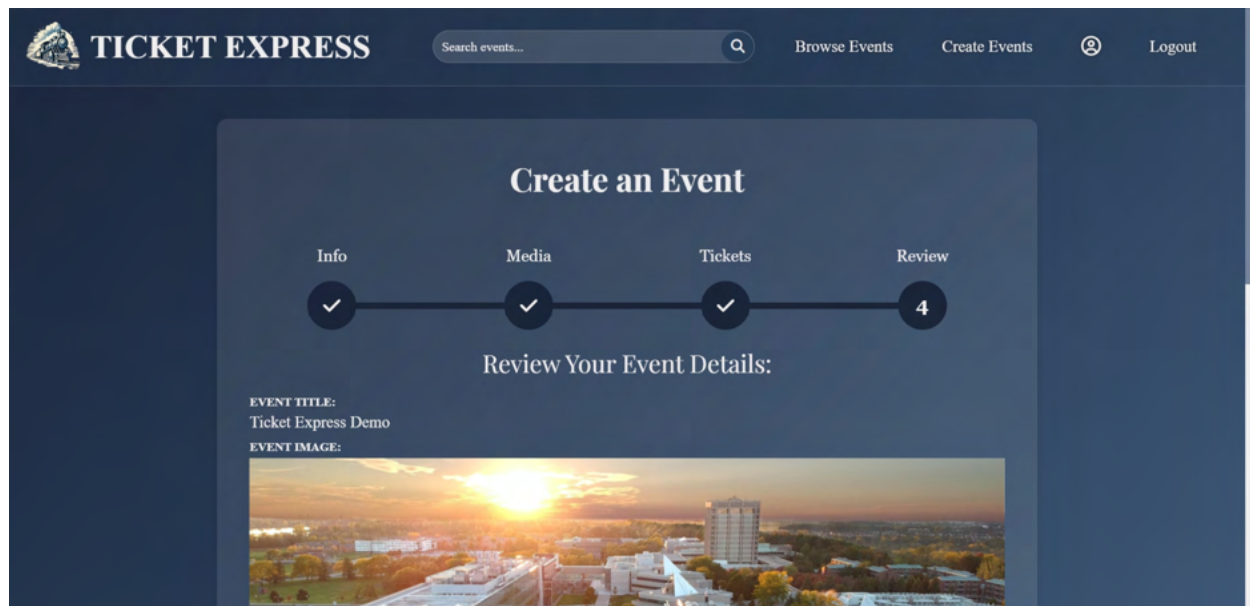 TICKET EXPRESS
Search events...
Browse Events
Create Events
Logout
Create an Event
Info
Media
Tickets
Review
4
Review Your Event Details:
EVENT TITLE:
Ticket Express Demo
EVENT IMAGE: